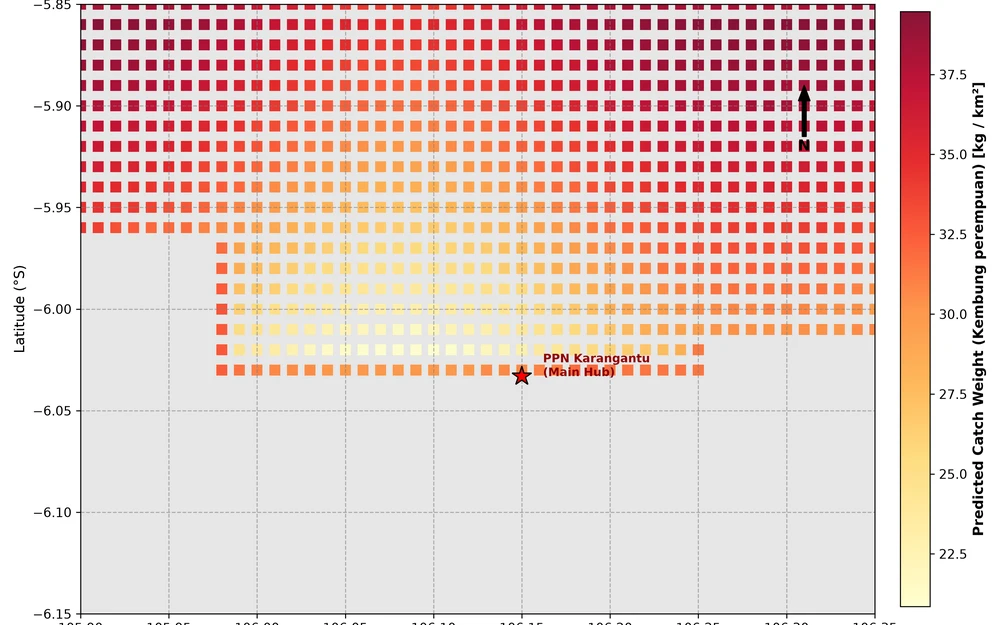 −5.85
−5.90
−5.95
−6.00
−6.05
−6.10
−6.15
Latitude (°S)
N
PPN Karangantu
(Main Hub)
37.5
35.0
32.5
30.0
27.5
25.0
22.5
Predicted Catch Weight (Kembung perempuan) [kg / km²]